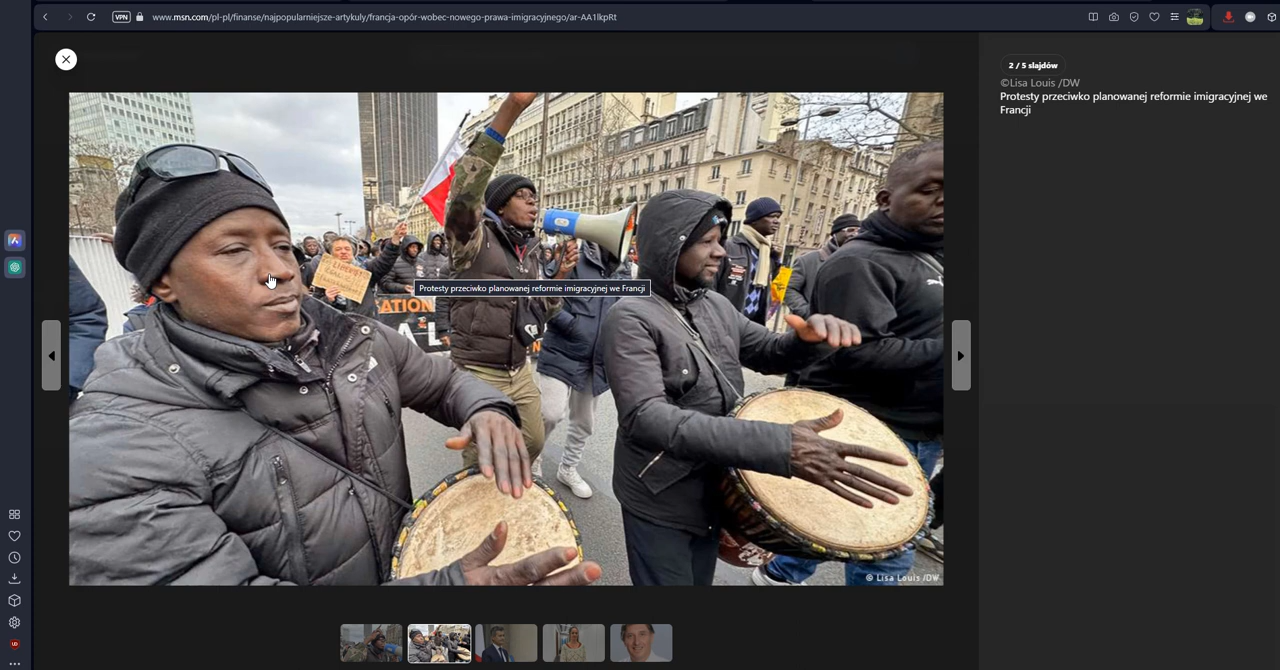 VPN
www.msn.com/pl-pl/finanse/najpopularniejsze-artykuly/francja-opór-wobec-nowego-prawa-imigracyjnego/ar-AA1lkpRt
2 / 5 slajdów
©Lisa Louis /DW
Protesty przeciwko planowanej reformie imigracyjnej we
Francji
ATION
A L
Protesty przeciwko planowanej reformie imigracyjnej we Francji
© Lisa Louis /DW